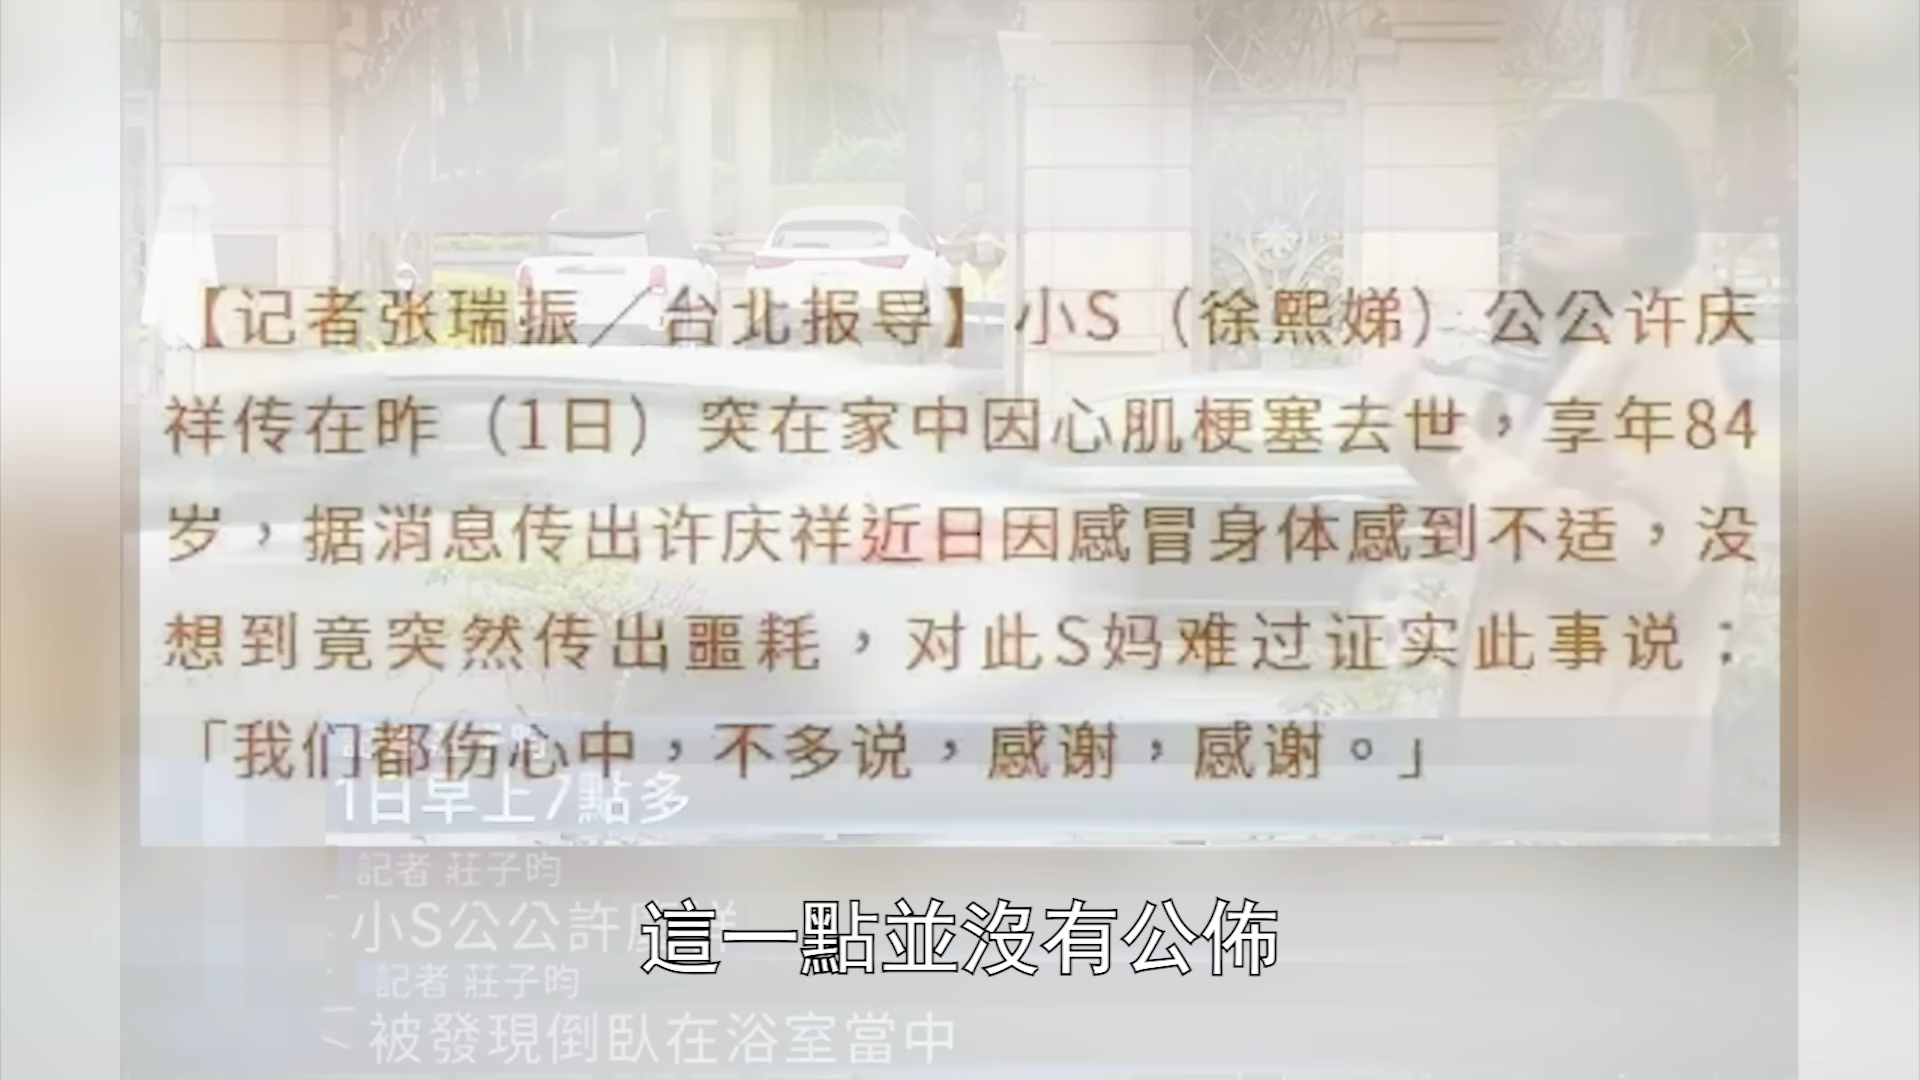 【记者张瑞振／台北报导】小S（徐熙娣）公公许庆
祥传在昨（1日）突在家中因心肌梗塞去世，享年84
岁，据消息传出许庆祥近日因感冒身体感到不适，没
想到竟突然传出噩耗，对此S妈难过证实此事说：
「我们都伤心中，不多说，感谢，感谢。」
1日早上7點多
記者 莊子昀
小S公公許慶祥
這一點並沒有公佈
記者 莊子昀
被發現倒臥在浴室當中